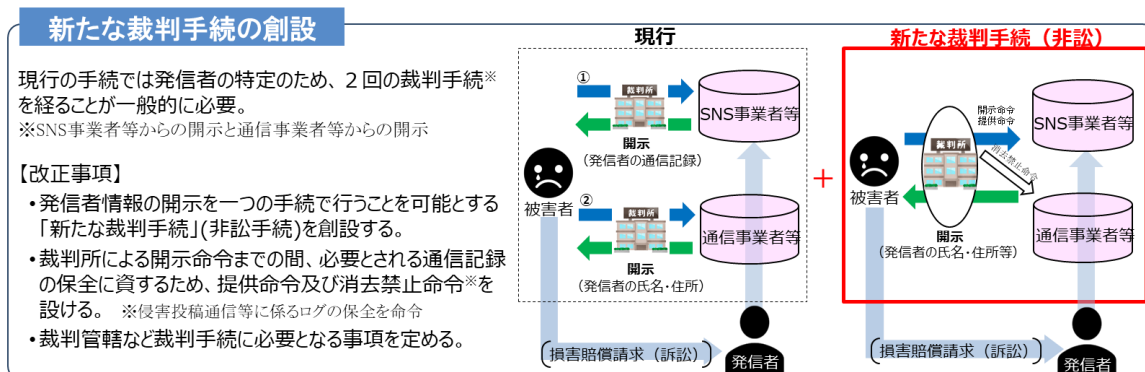 新たな裁判手続の創設
現行の手続では発信者の特定のため、２回の裁判手続※
を経ることが一般的に必要。
※SNS事業者等からの開示と通信事業者等からの開示
【改正事項】
・発信者情報の開示を一つの手続で行うことを可能とする
「新たな裁判手続」(非訟手続)を創設する。
・裁判所による開示命令までの間、必要とされる通信記録
の保全に資するため、提供命令及び消去禁止命令※を
設ける。 ※侵害投稿通信等に係るログの保全を命令
・裁判管轄など裁判手続に必要となる事項を定める。
現行
①
裁判所
SNS事業者等
開示
(発信者の通信記録)
被害者
②
裁判所
通信事業者等
開示
(発信者の氏名・住所)
損害賠償請求（訴訟）
発信者
＋
新たな裁判手続（非訟）
開示命令
提供命令
SNS事業者等
裁判所
消去禁止命令
被害者
通信事業者等
開示
(発信者の氏名・住所等)
損害賠償請求（訴訟）
発信者